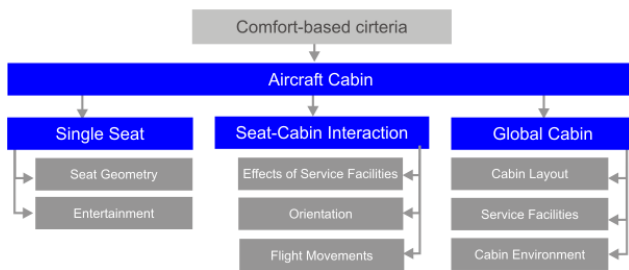 Comfort-based cirteria
Aircraft Cabin
Single Seat
Seat-Cabin Interaction
Global Cabin
Seat Geometry
Effects of Service Facilities
Cabin Layout
Entertainment
Orientation
Service Facilities
Flight Movements
Cabin Environment